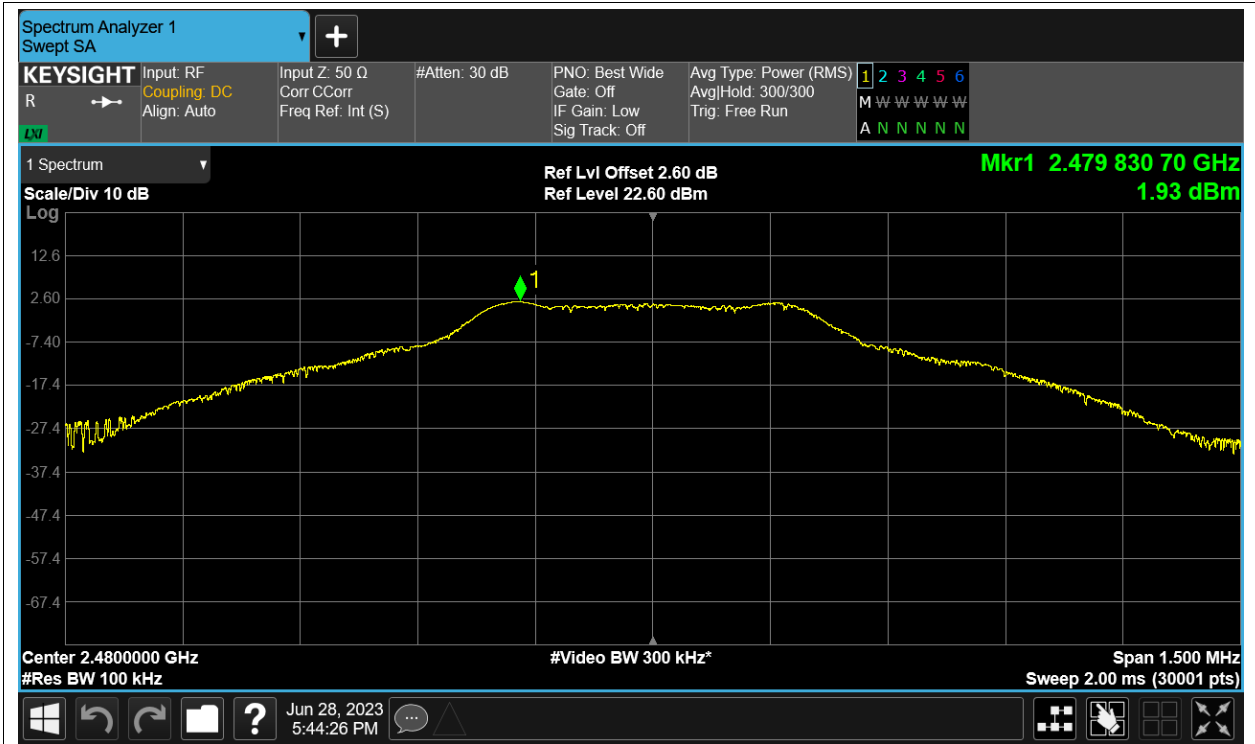 Spectrum Analyzer 1
Swept SA
KEYSIGHT
R
LXI
Input: RF
Coupling: DC
Align: Auto
Input Z: 50 Ω
Corr CCorr
Freq Ref: Int (S)
#Atten: 30 dB
PNO: Best Wide
Gate: Off
IF Gain: Low
Sig Track: Off
Avg Type: Power (RMS)
Avg|Hold: 300/300
Trig: Free Run
1 2 3 4 5 6
M W W W W W
A N N N N N
1 Spectrum
Scale/Div 10 dB
Log
Ref Lvl Offset 2.60 dB
Ref Level 22.60 dBm
Mkr1 2.479 830 70 GHz
1.93 dBm
12.6
2.60
-7.40
-17.4
-27.4
-37.4
-47.4
-57.4
-67.4
1
Center 2.4800000 GHz
#Res BW 100 kHz
#Video BW 300 kHz*
Span 1.500 MHz
Sweep 2.00 ms (30001 pts)
?
Jun 28, 2023
5:44:26 PM